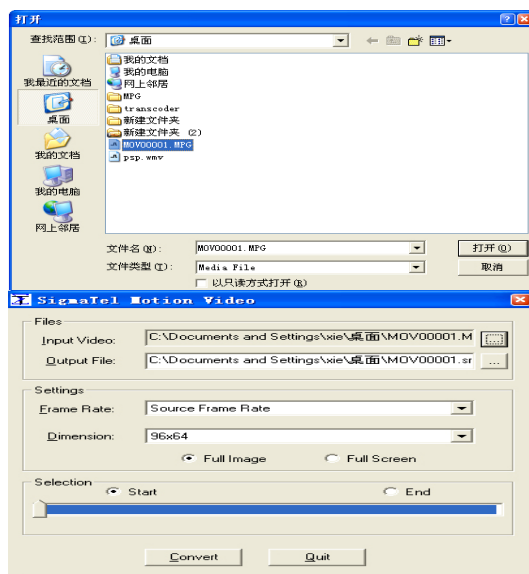 打开
查找范围(I):
桌面
我最近的文档
桌面
我的文档
我的电脑
网上邻居
我的文档
我的电脑
网上邻居
MPG
transcoder
新建文件夹
新建文件夹 (2)
MOV00001.MPG
psp.wmv
文件名(N):
MOV00001.MPG
打开(O)
文件类型(T):
Media File
取消
以只读方式打开(R)
SigmaTel Motion Video
Files
Input Video:
C:\Documents and Settings\xie\桌面\MOV00001.M
...
Output File:
C:\Documents and Settings\xie\桌面\MOV00001.sr
...
Settings
Frame Rate:
Source Frame Rate
Dimension:
96x64
Full Image
Full Screen
Selection
Start
End
Convert
Quit